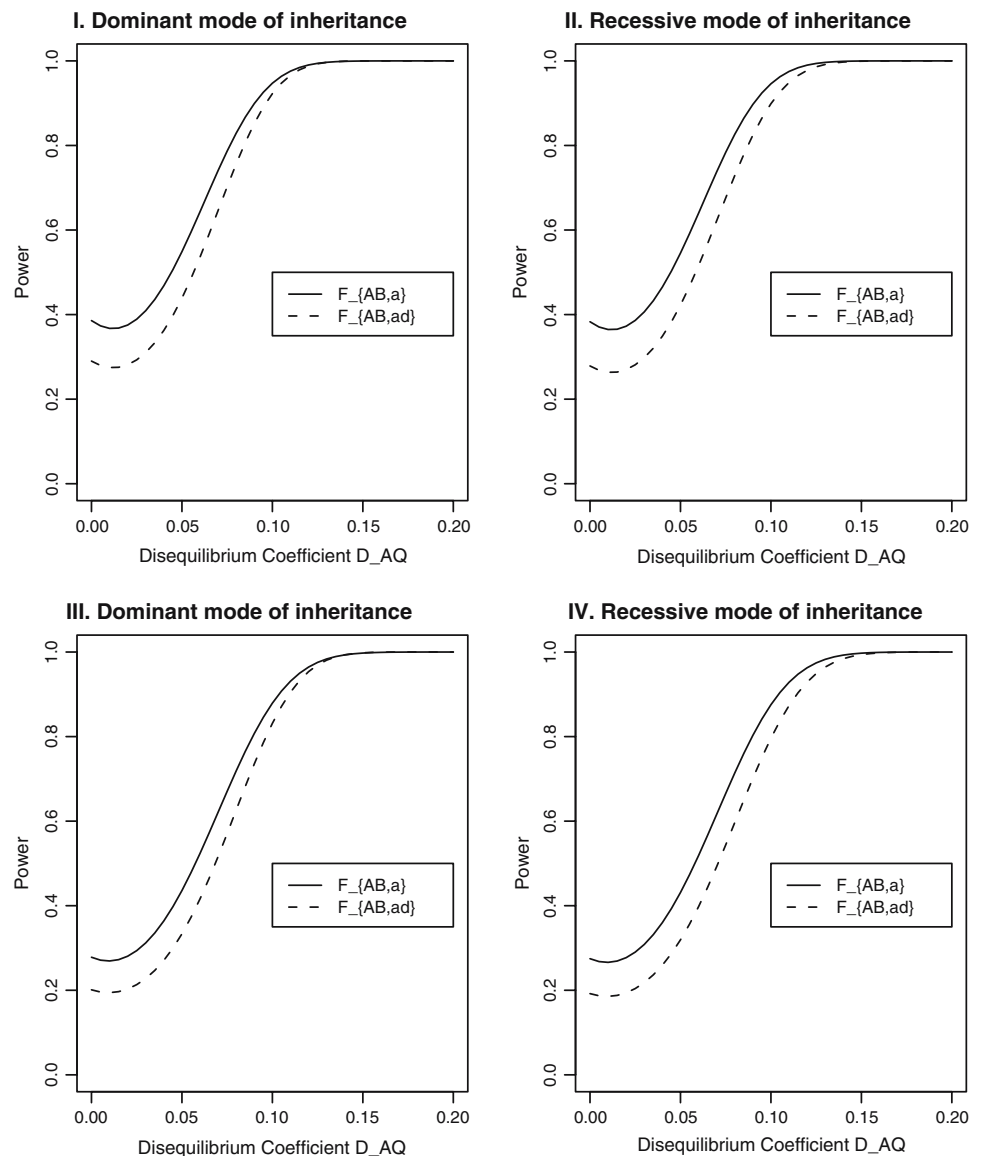 I. Dominant mode of inheritance
Power
0.0 0.2 0.4 0.6 0.8 1.0
F_{AB,a}
F_{AB,ad}
0.00 0.05 0.10 0.15 0.20
Disequilibrium Coefficient D_AQ
II. Recessive mode of inheritance
Power
0.0 0.2 0.4 0.6 0.8 1.0
F_{AB,a}
F_{AB,ad}
0.00 0.05 0.10 0.15 0.20
Disequilibrium Coefficient D_AQ
III. Dominant mode of inheritance
Power
0.0 0.2 0.4 0.6 0.8 1.0
F_{AB,a}
F_{AB,ad}
0.00 0.05 0.10 0.15 0.20
Disequilibrium Coefficient D_AQ
IV. Recessive mode of inheritance
Power
0.0 0.2 0.4 0.6 0.8 1.0
F_{AB,a}
F_{AB,ad}
0.00 0.05 0.10 0.15 0.20
Disequilibrium Coefficient D_AQ